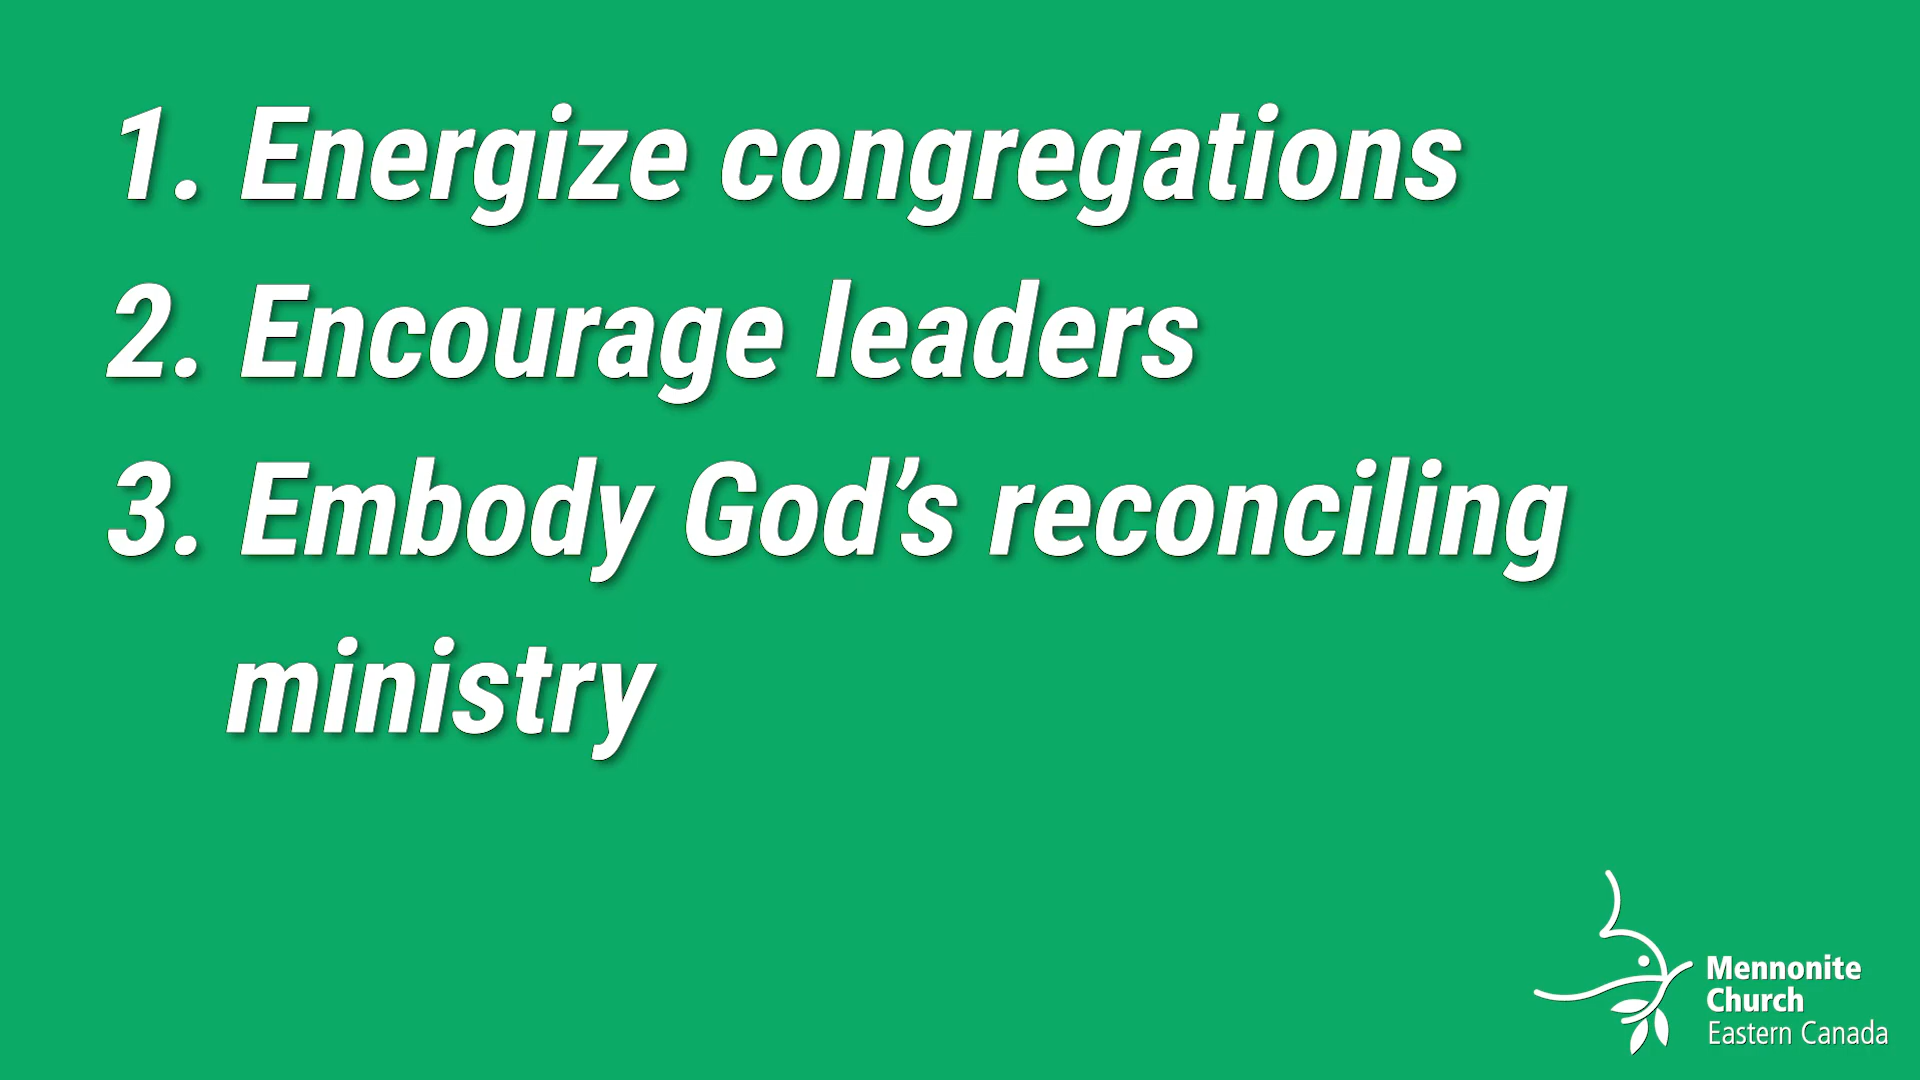 1. Energize congregations
2. Encourage leaders
3. Embody God’s reconciling
ministry
Mennonite
Church
Eastern Canada